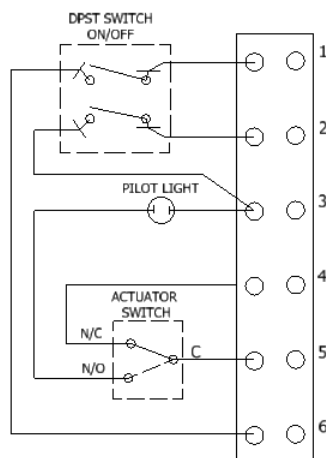 DPST SWITCH
ON/OFF
1
2
PILOT LIGHT
3
4
ACTUATOR
SWITCH
N/C
C
5
N/O
6